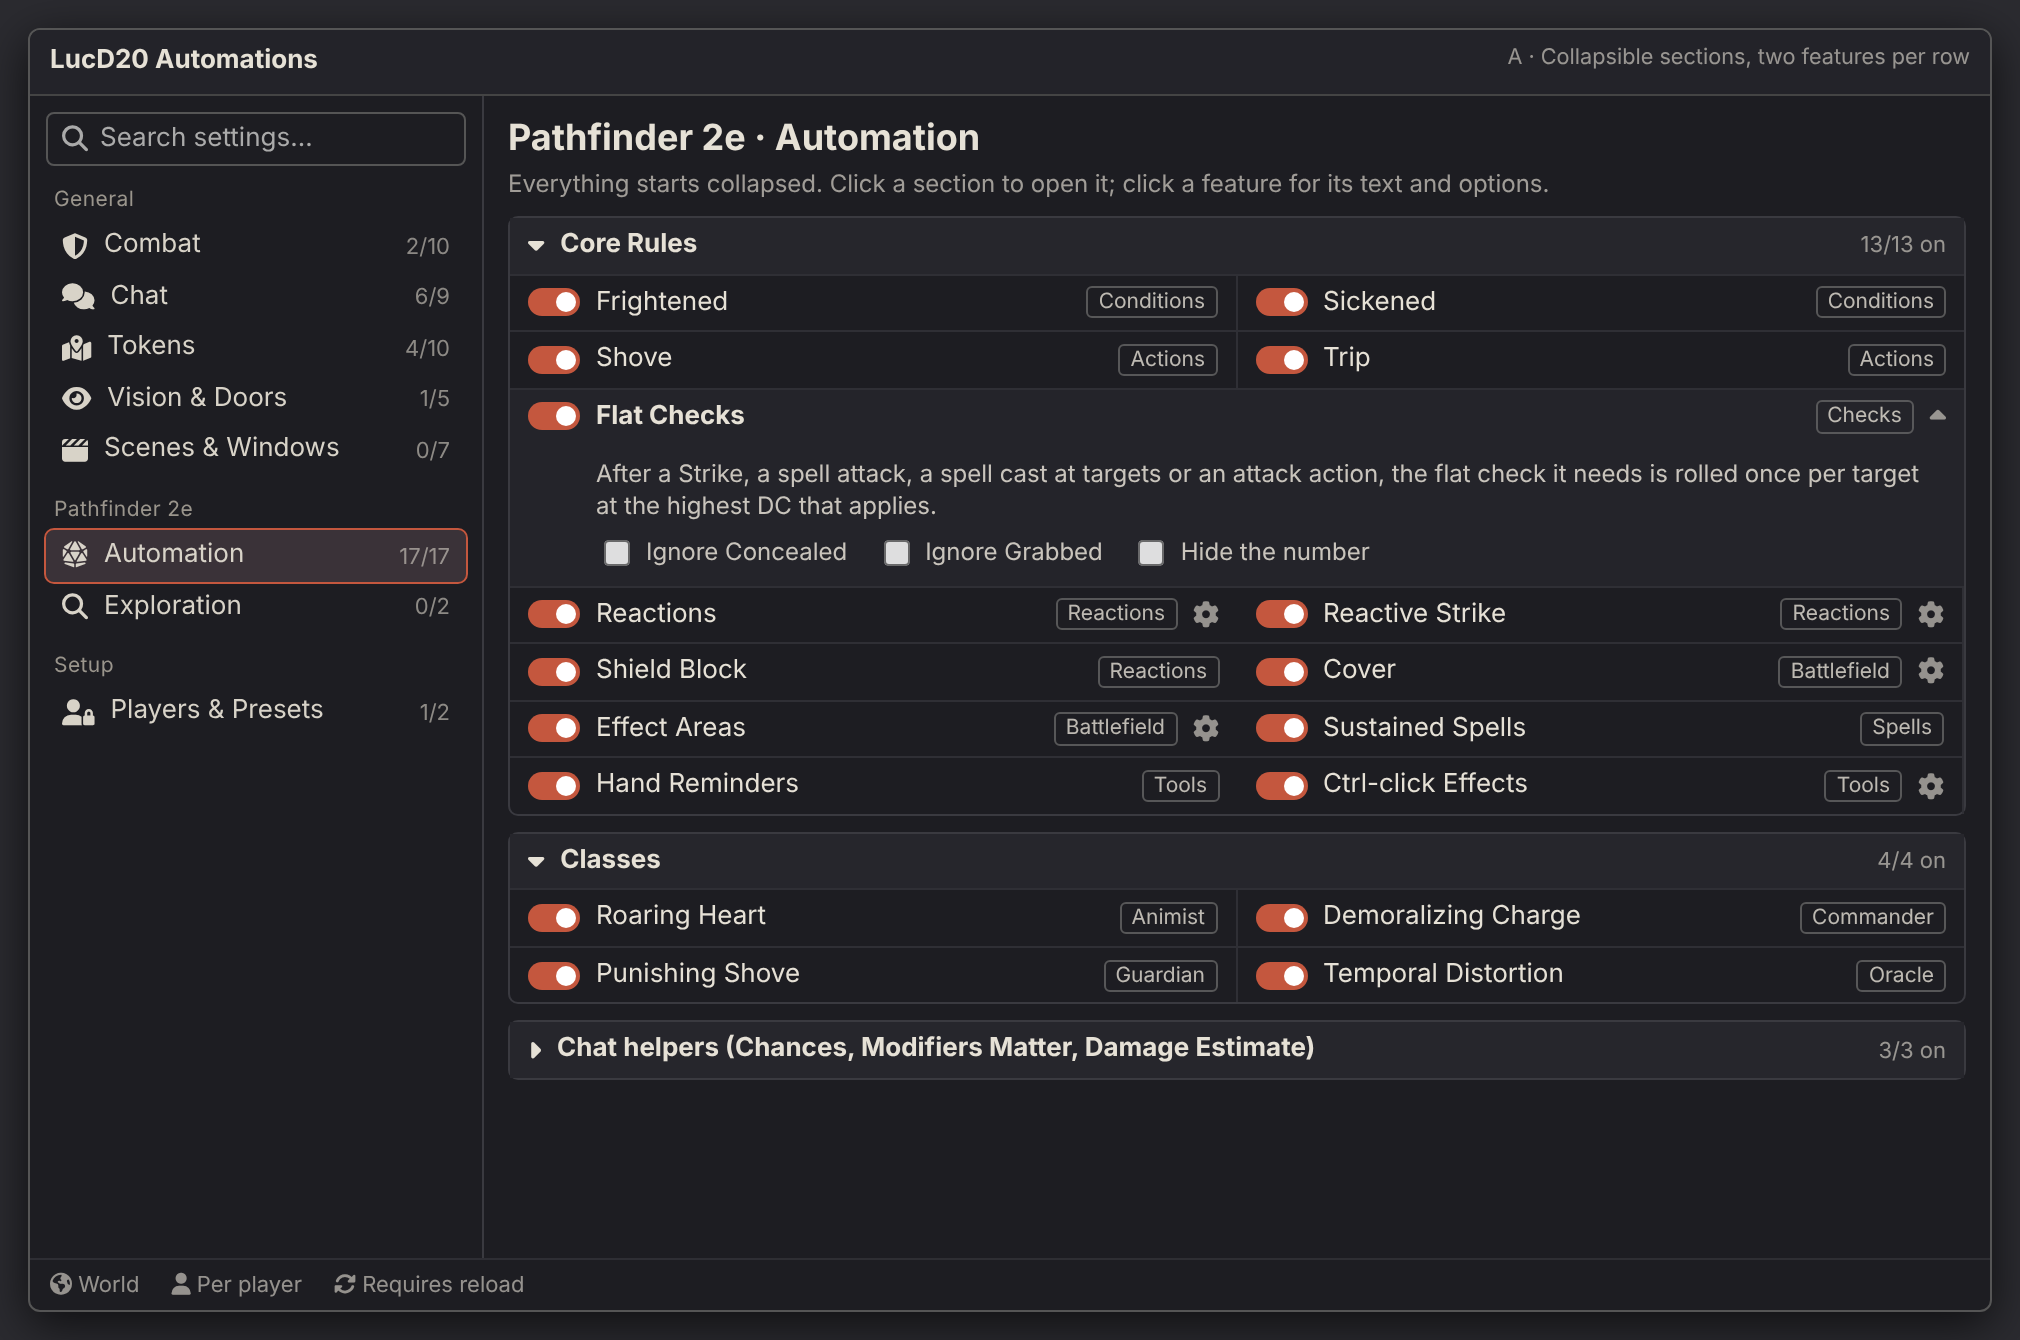 LucD20 Automations
A · Collapsible sections, two features per row
Search settings...
General
Combat 2/10
Chat 6/9
Tokens 4/10
Vision & Doors 1/5
Scenes & Windows 0/7
Pathfinder 2e
Automation 17/17
Exploration 0/2
Setup
Players & Presets 1/2
Pathfinder 2e · Automation
Everything starts collapsed. Click a section to open it; click a feature for its text and options.
Core Rules 13/13 on
Frightened Conditions Sickened Conditions
Shove Actions Trip Actions
Flat Checks Checks
After a Strike, a spell attack, a spell cast at targets or an attack action, the flat check it needs is rolled once per target
at the highest DC that applies.
Ignore Concealed Ignore Grabbed Hide the number
Reactions Reactions Reactive Strike Reactions
Shield Block Reactions Cover Battlefield
Effect Areas Battlefield Sustained Spells Spells
Hand Reminders Tools Ctrl-click Effects Tools
Classes 4/4 on
Roaring Heart Animist Demoralizing Charge Commander
Punishing Shove Guardian Temporal Distortion Oracle
Chat helpers (Chances, Modifiers Matter, Damage Estimate) 3/3 on
World Per player Requires reload